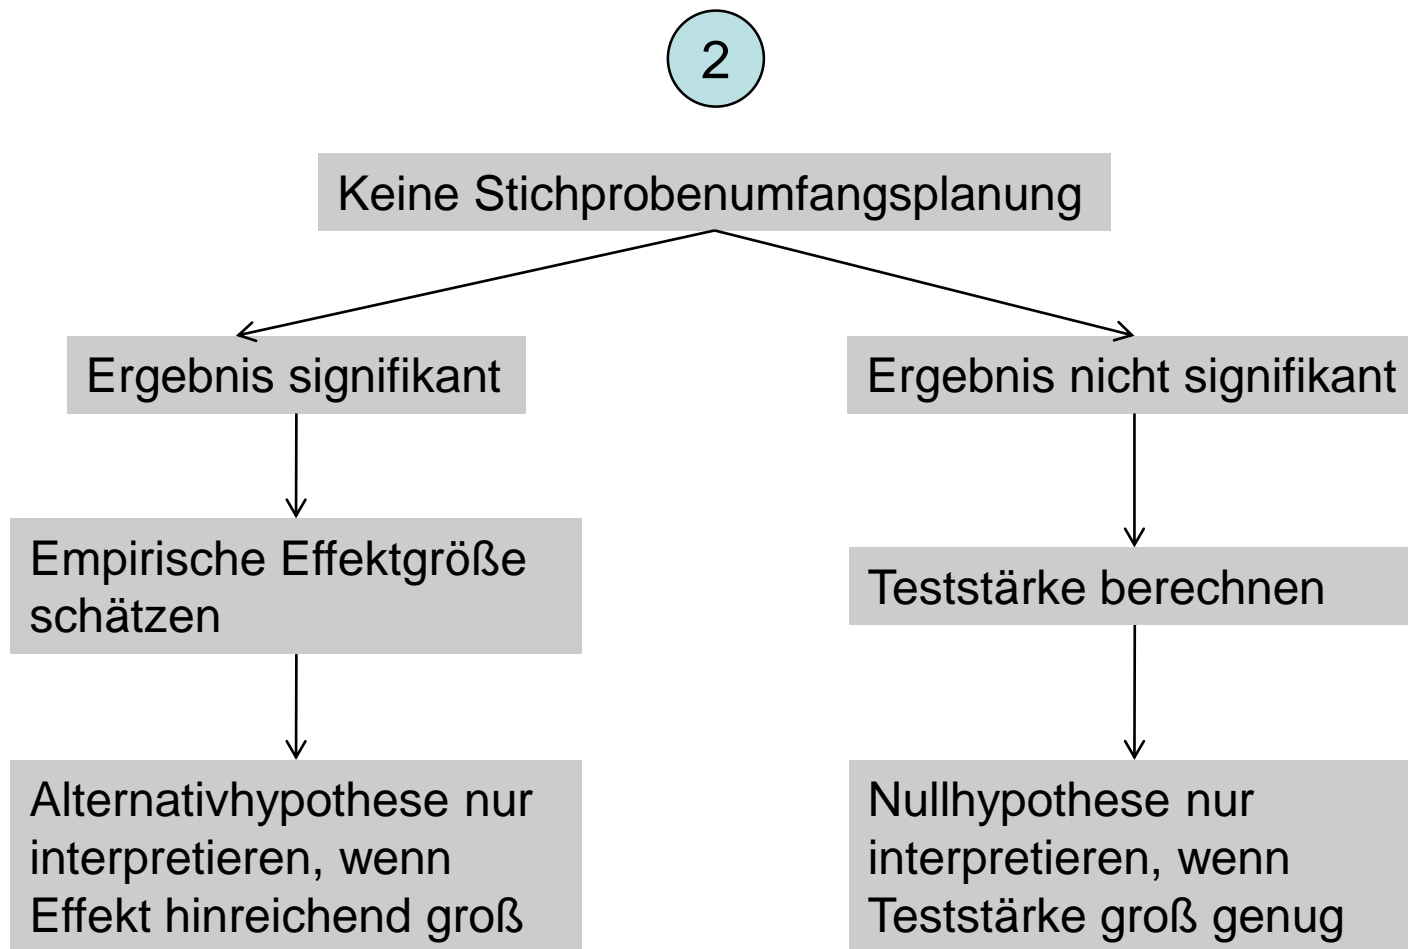 2
Keine Stichprobenumfangsplanung
Ergebnis signifikant
Ergebnis nicht signifikant
Empirische Effektgröße
schätzen
Teststärke berechnen
Alternativhypothese nur
interpretieren, wenn
Effekt hinreichend groß
Nullhypothese nur
interpretieren, wenn
Teststärke groß genug